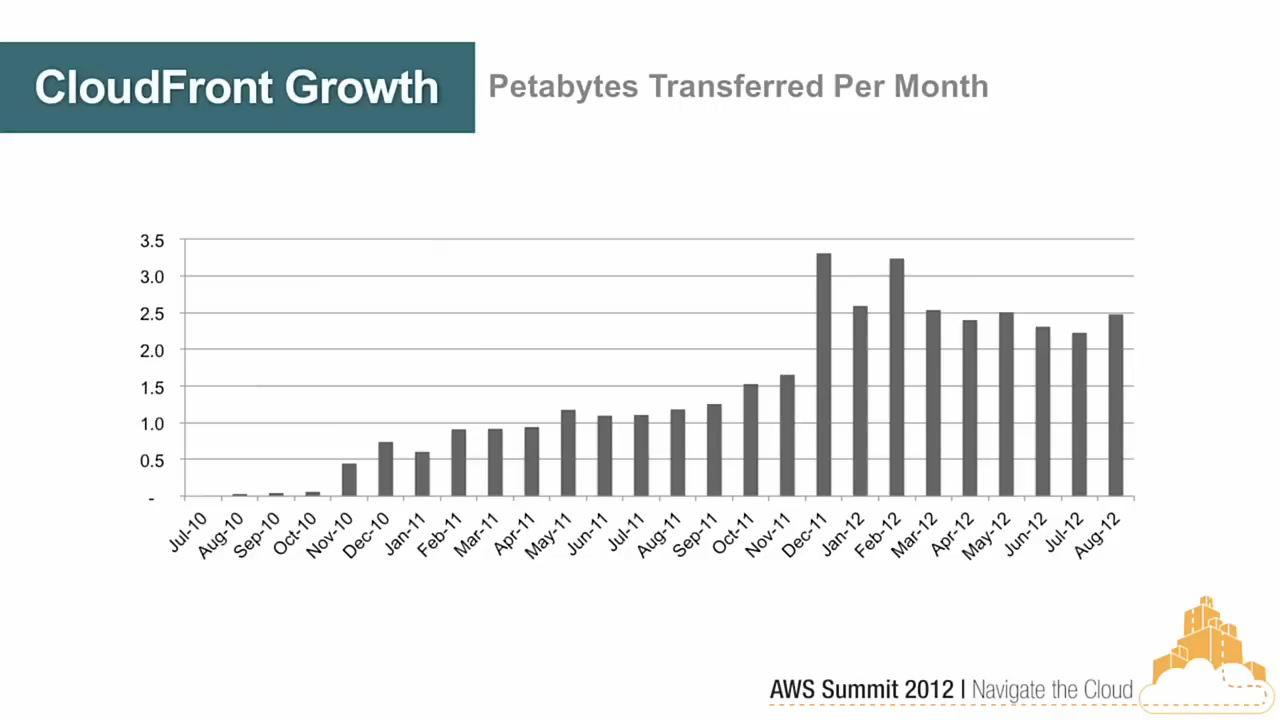 CloudFront Growth
Petabytes Transferred Per Month
3.5
3.0
2.5
2.0
1.5
1.0
0.5
-
Jul-10
Aug-10
Sep-10
Oct-10
Nov-10
Dec-10
Jan-11
Feb-11
Mar-11
Apr-11
May-11
Jun-11
Jul-11
Aug-11
Sep-11
Oct-11
Nov-11
Dec-11
Jan-12
Feb-12
Mar-12
Apr-12
May-12
Jun-12
Jul-12
Aug-12
AWS Summit 2012 | Navigate the Cloud